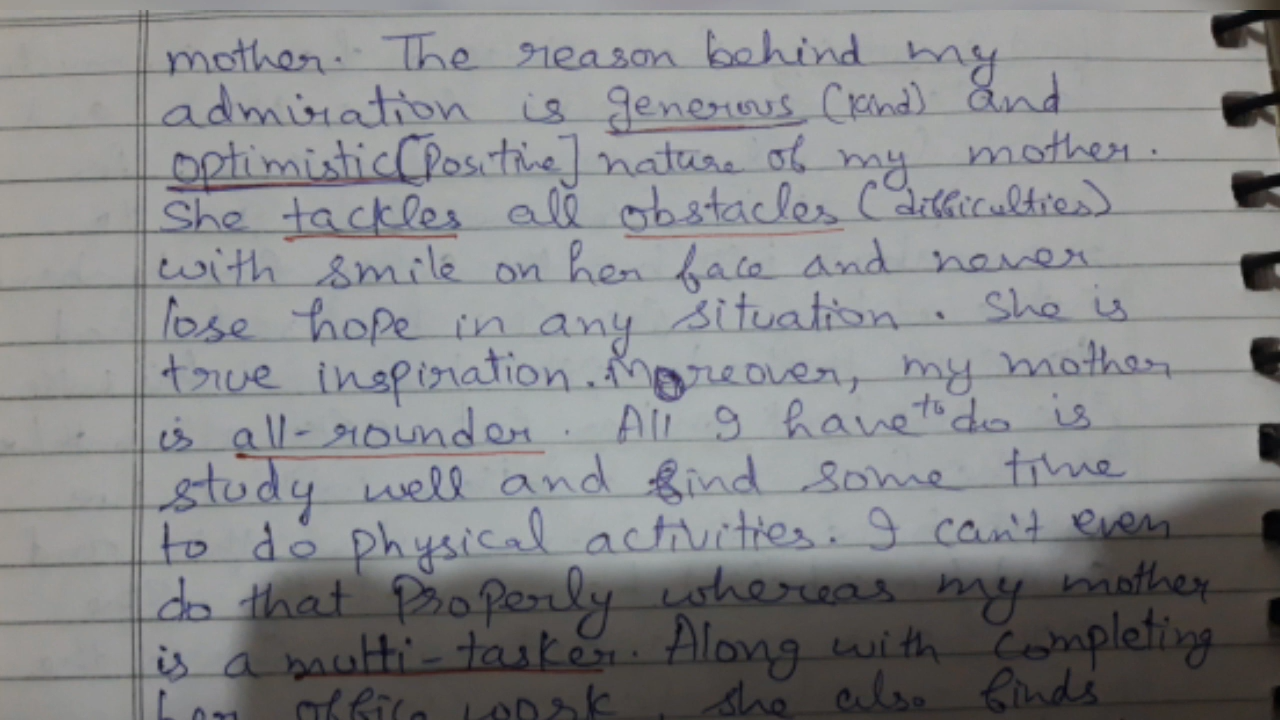 mother. The reason behind my
admiration is generous (kind) and
optimistic [Positive] nature of my mother.
She tackles all obstacles (difficulties)
with smile on her face and never
lose hope in any situation. She is
true inspiration. Moreover, my mother
is all-rounder. All I have to do is
study well and find some time
to do physical activities. I can't even
do that Properly whereas my mother
is a multi-tasker. Along with completing
her office work, she also finds